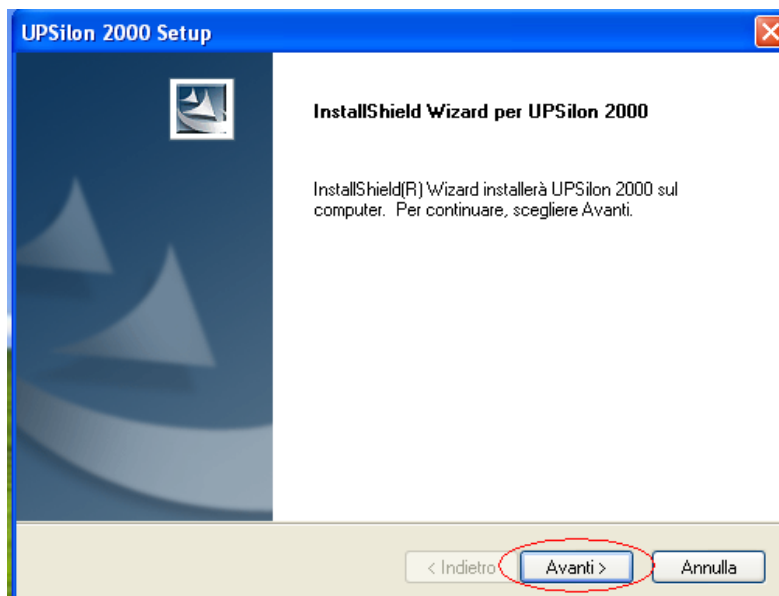 UPSilon 2000 Setup
InstallShield Wizard per UPSilon 2000
InstallShield(R) Wizard installerà UPSilon 2000 sul
computer. Per continuare, scegliere Avanti.
< Indietro
Avanti >
Annulla